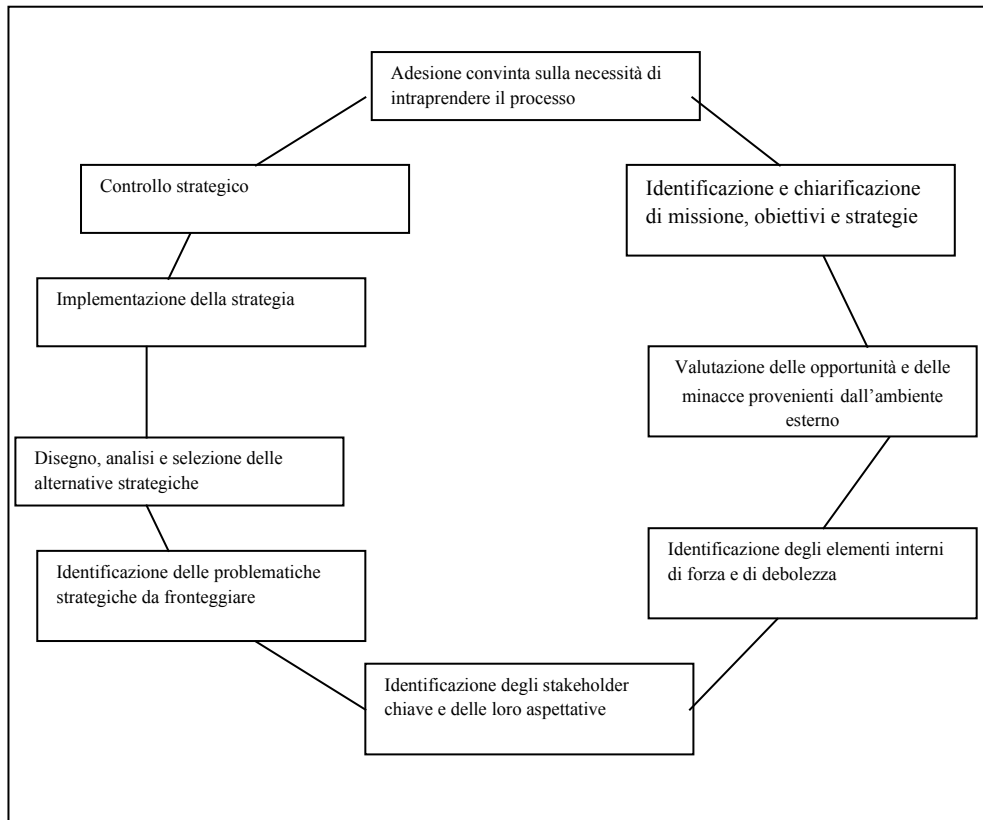 Adesione convinta sulla necessità di
intraprendere il processo
Identificazione e chiarificazione
di missione, obiettivi e strategie
Valutazione delle opportunità e delle
minacce provenienti dall’ambiente
esterno
Identificazione degli elementi interni
di forza e di debolezza
Identificazione degli stakeholder
chiave e delle loro aspettative
Identificazione delle problematiche
strategiche da fronteggiare
Disegno, analisi e selezione delle
alternative strategiche
Implementazione della strategia
Controllo strategico